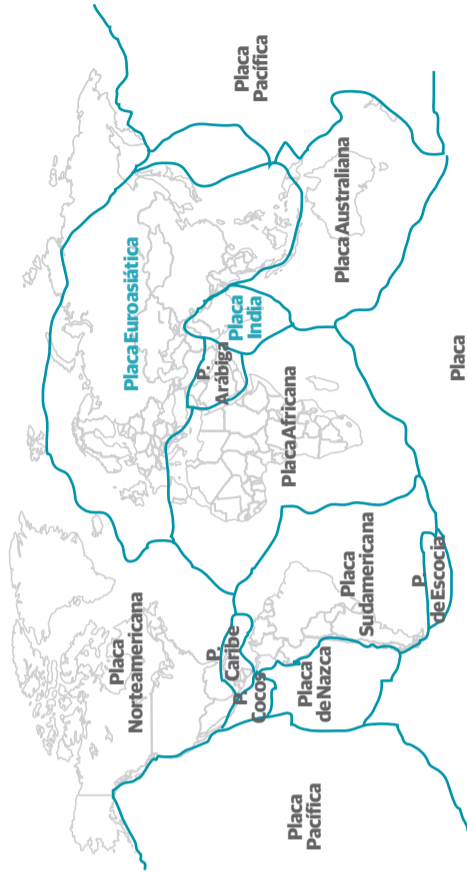 Placa
Norteamericana
Placa Euroasiática
Placa
Pacífica
P.
Caribe
P.
Cocos
P.
Arábiga
Placa
India
Placa
Pacífica
Placa
de Nazca
Placa
Sudamericana
Placa Africana
Placa Australiana
P.
de Escocia
Placa